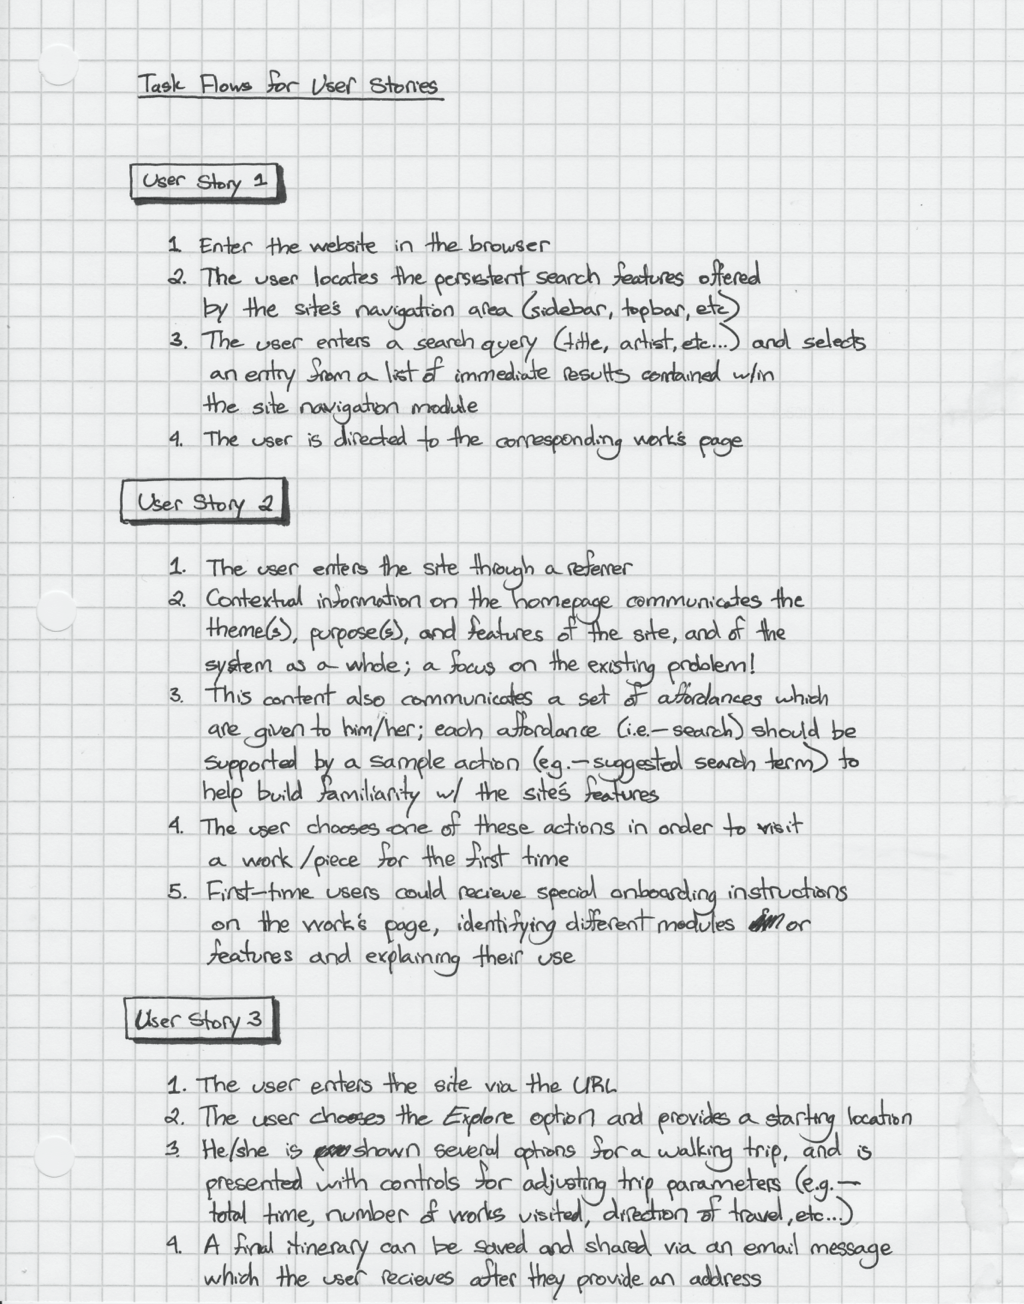 Task Flows for User Stories
User Story 1
1 Enter the website in the browser
2. The user locates the persistent search features offered
by the site's navigation area (sidebar, topbar, etc)
3. The user enters a search query (title, artist, etc...) and selects
an entry from a list of immediate results contained w/in
the site navigation module
4. The user is directed to the corresponding work's page
User Story 2
1. The user enters the site through a referrer
2. Contextual information on the homepage communicates the
theme(s), purpose(s), and features of the site, and of the
system as a whole; a focus on the existing problem!
3. This content also communicates a set of affordances which
are given to him/her; each affordance (i.e.-search) should be
supported by a sample action (eg.-suggested search term) to
help build familiarity w/ the site's features
4. The user chooses one of these actions in order to visit
a work/piece for the first time
5. First-time users could recieve special onboarding instructions
on the work's page, identifying different modules or
features and explaining their use
User Story 3
1. The user enters the site via the URL
2. The user chooses the Explore option and provides a starting location
3. He/she is shown several options for a walking trip, and is
presented with controls for adjusting trip parameters (e.g.-
total time, number of works visited, direction of travel, etc...)
4. A final itinerary can be saved and shared via an email message
which the user recieves after they provide an address